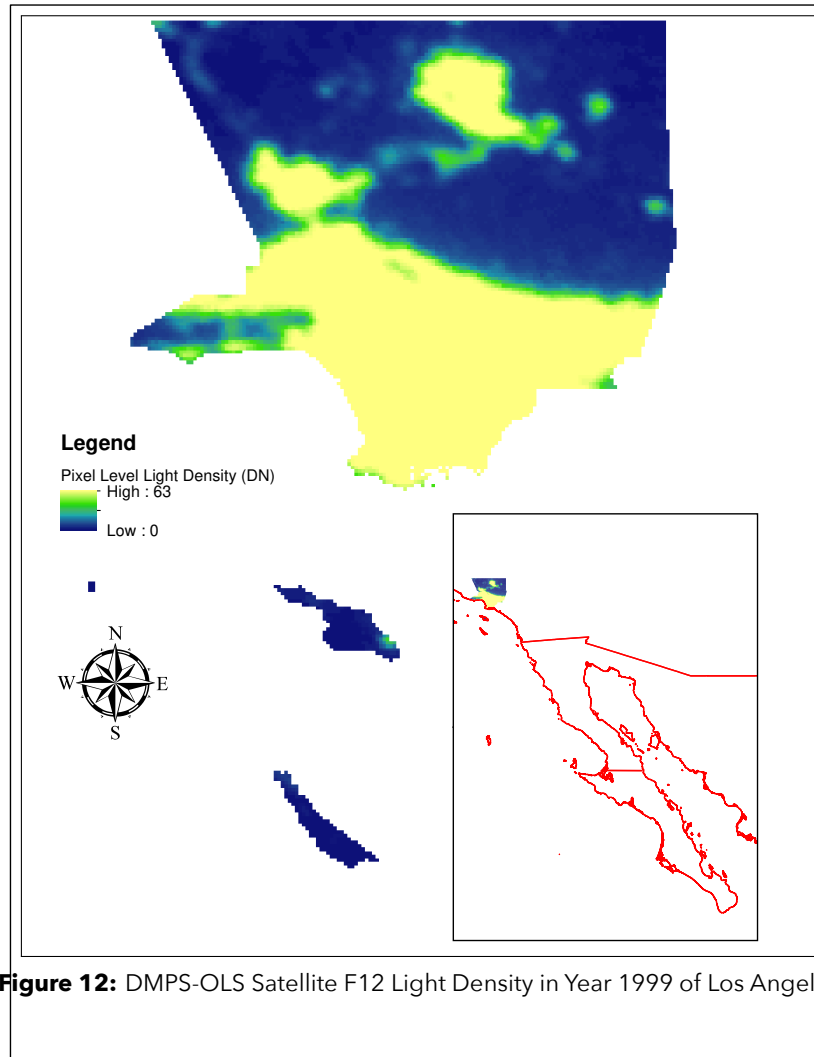 Legend
Pixel Level Light Density (DN)
High : 63
Low : 0
N
W E
S
Figure 12: DMPS-OLS Satellite F12 Light Density in Year 1999 of Los Angel